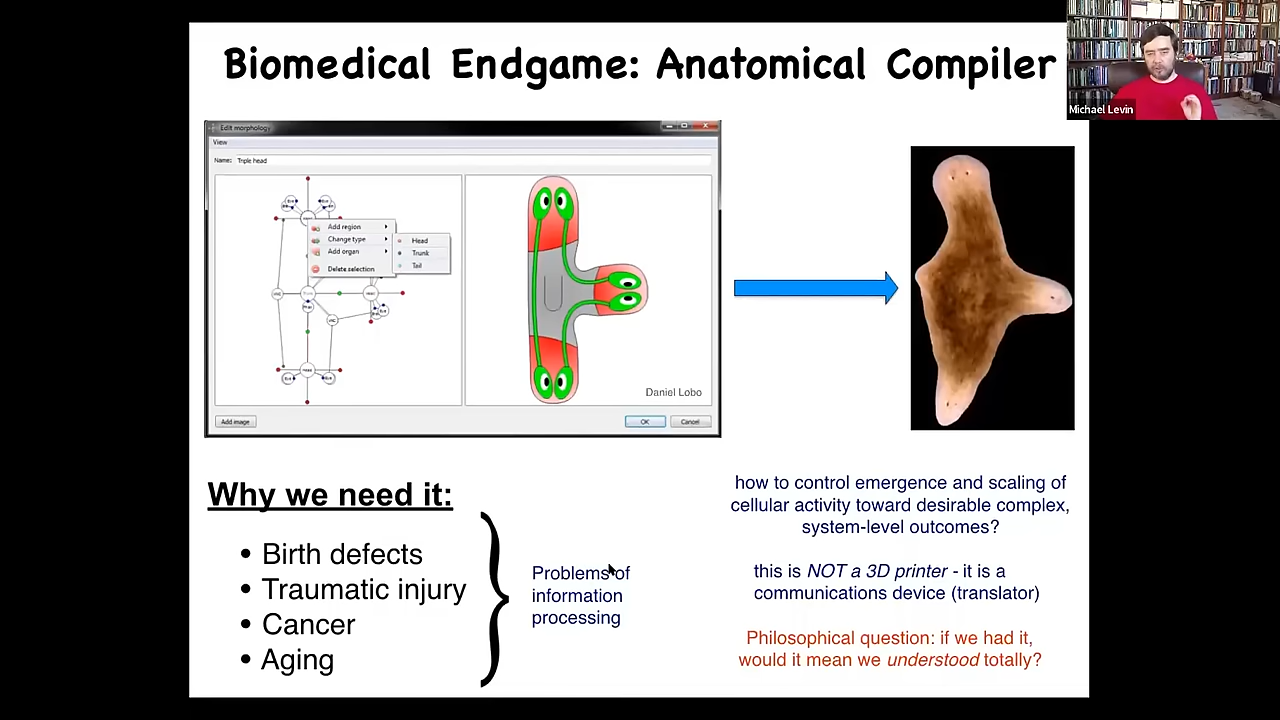 Biomedical Endgame: Anatomical Compiler
Michael Levin
Edit morphology
View
Name: Triple head
Add region
Change type
Add organ
Delete selection
Head
Trunk
Tail
Daniel Lobo
Add image
OK
Cancel
Why we need it:
• Birth defects
• Traumatic injury
• Cancer
• Aging
Problems of
information
processing
how to control emergence and scaling of
cellular activity toward desirable complex,
system-level outcomes?
this is NOT a 3D printer - it is a
communications device (translator)
Philosophical question: if we had it,
would it mean we understood totally?